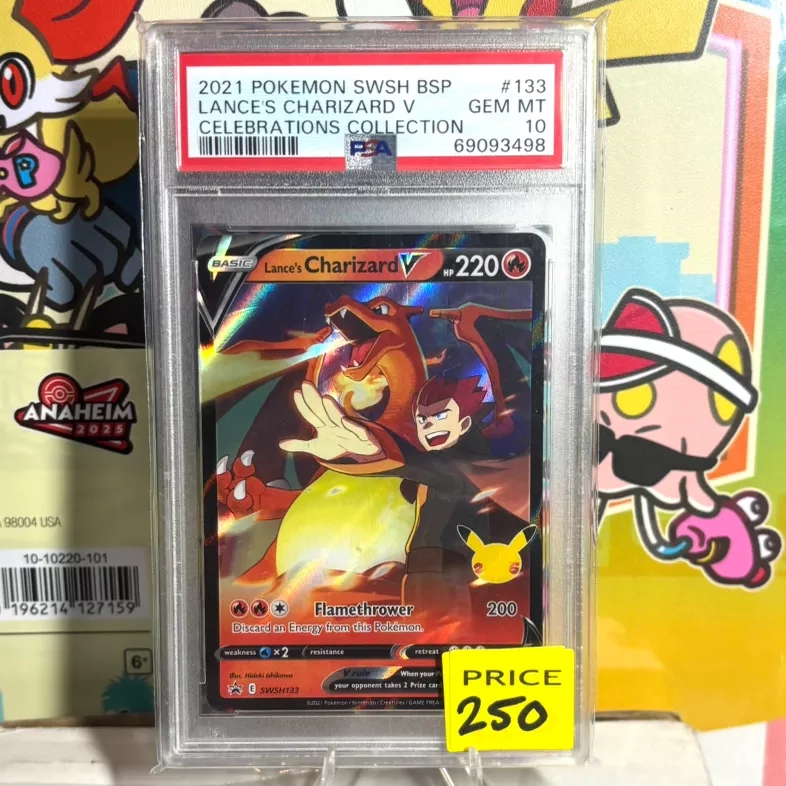 2021 POKEMON SWSH BSP #133
LANCE'S CHARIZARD V GEM MT
CELEBRATIONS COLLECTION 10
PSA 69093498
BASIC Lance's Charizard V HP 220
ANAHEIM
2025
98004 USA
10-10220-101
196214 127159
6+
P
Flamethrower 200
Discard an Energy from this Pokémon.
weakness ×2 resistance retreat
Illus. Hideki Ishikawa
V rule When your
your opponent takes 2 Prize
E SWSH133
©2021 Pokémon / Nintendo / Creatures / GAME FREAK
PRICE
250